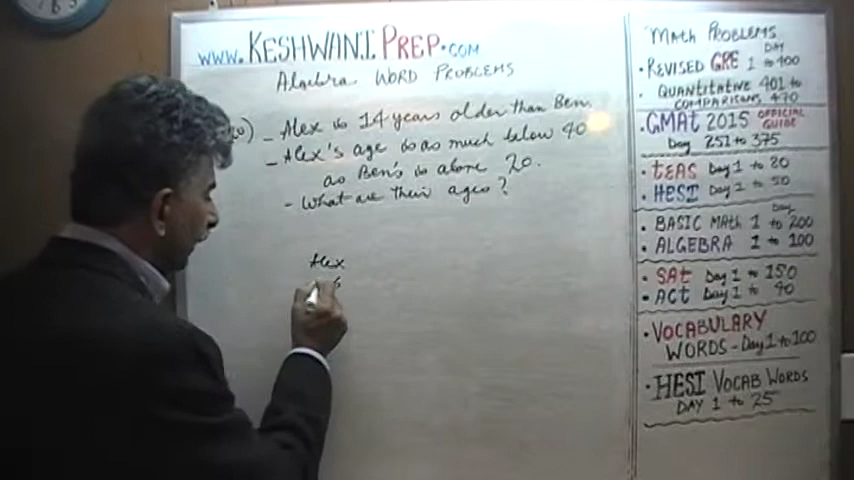 www.KESHWANI PREP.com
Algebra WORD PROBLEMS
- Alex is 14 years older than Ben.
- Alex's age is as much below 40
as Ben's is above 20.
- What are their ages?
Alex
Math PROBLEMS
DAY
• REVISED GRE 1 to 400
• QUANTITATIVE 401 to
COMPARISONS 470
• GMAt 2015 OFFICIAL
GUIDE
Day 251 to 375
• tEAS Day 1 to 20
• HESI Day 1 to 50
DAY
• BASIC MAth 1 to 200
• ALGEBRA 1 to 100
• SAt Day 1 to 150
• ACt Day 1 to 40
• VOCABULARY
WORDS - Day 1 to 100
• HESI VOCAB WORDS
DAY 1 to 25